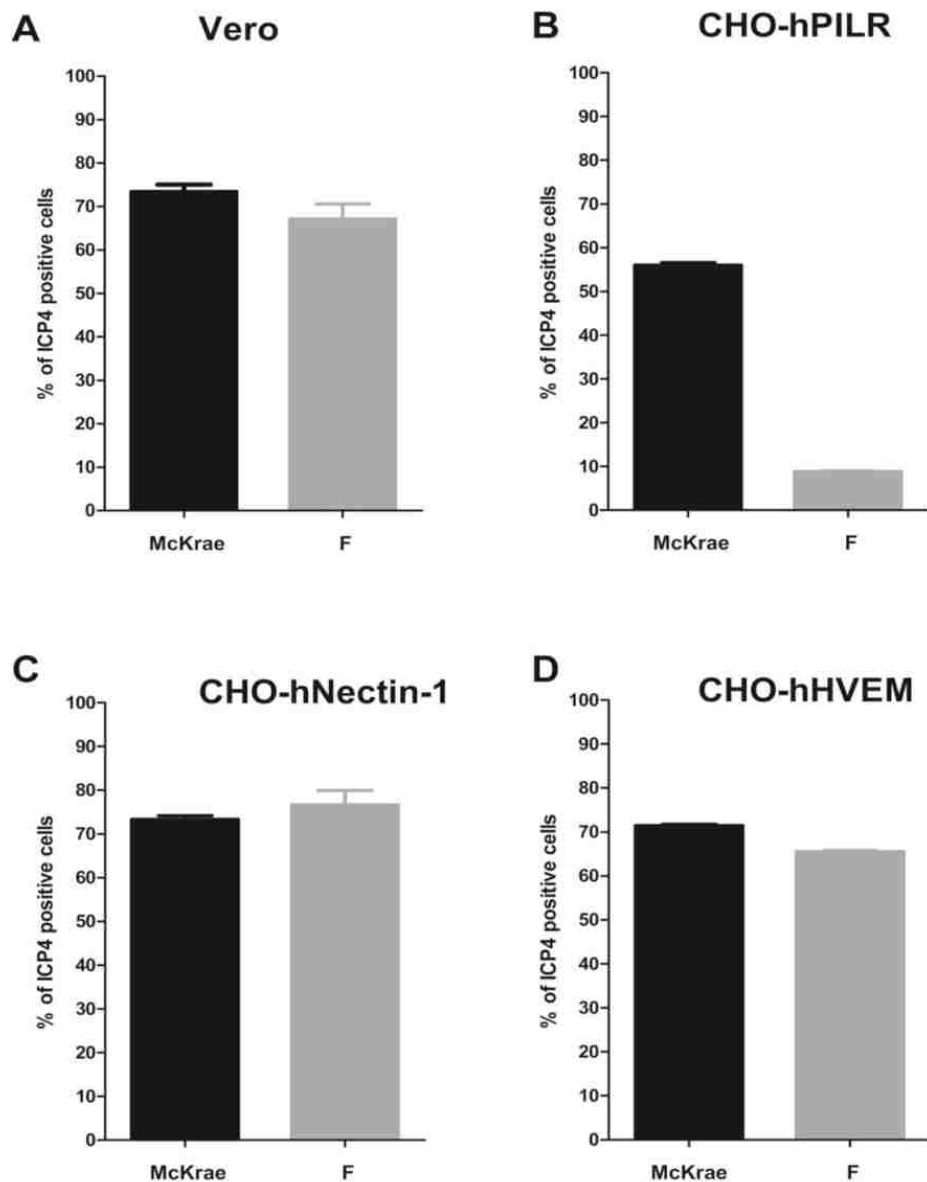 A
Vero
% of ICP4 positive cells
100
90
80
70
60
50
40
30
20
10
0
McKrae F
B
CHO-hPILR
% of ICP4 positive cells
100
90
80
70
60
50
40
30
20
10
0
McKrae F
C
CHO-hNectin-1
% of ICP4 positive cells
100
90
80
70
60
50
40
30
20
10
0
McKrae F
D
CHO-hHVEM
% of ICP4 positive cells
100
90
80
70
60
50
40
30
20
10
0
McKrae F